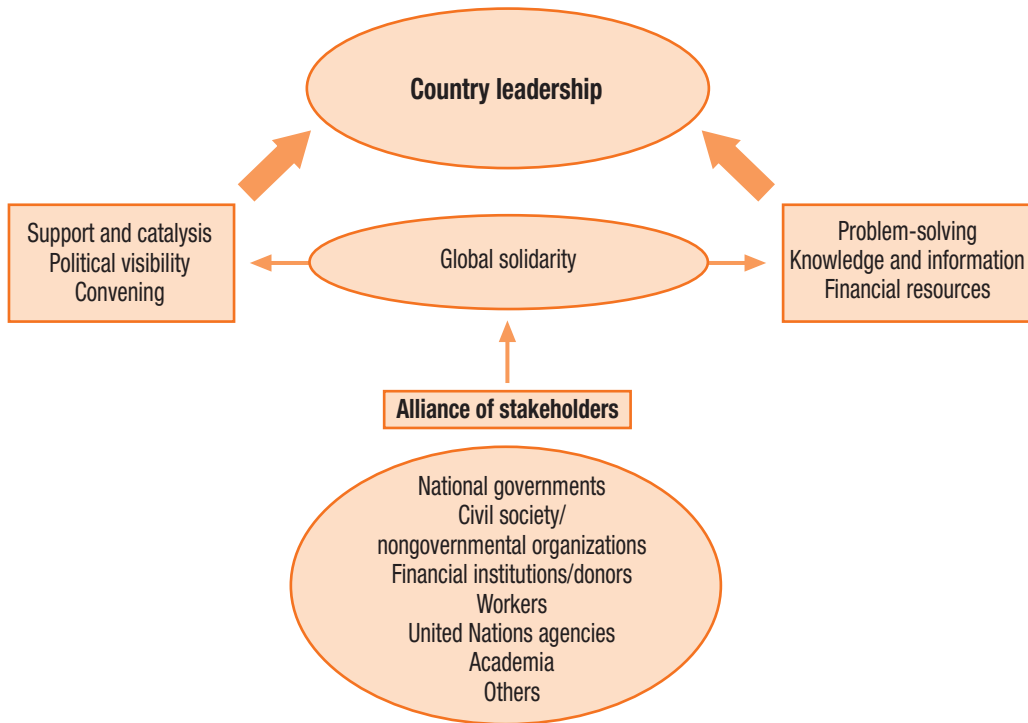 Country leadership
Support and catalysis
Political visibility
Convening
Global solidarity
Problem-solving
Knowledge and information
Financial resources
Alliance of stakeholders
National governments
Civil society/
nongovernmental organizations
Financial institutions/donors
Workers
United Nations agencies
Academia
Others